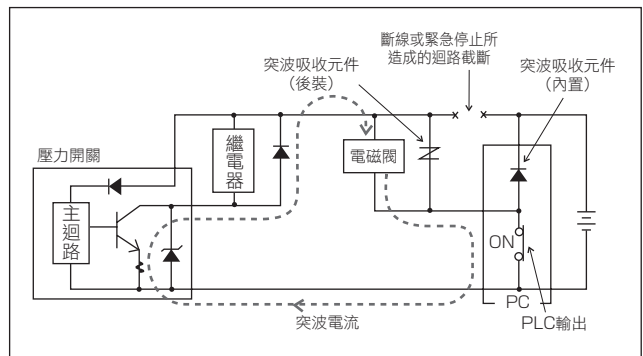 斷線或緊急停止所
造成的迴路截斷
突波吸收元件
(後裝)
突波吸收元件
(內置)
壓力開關
繼電器
電磁閥
主迴路
ON
PC
PLC輸出
突波電流